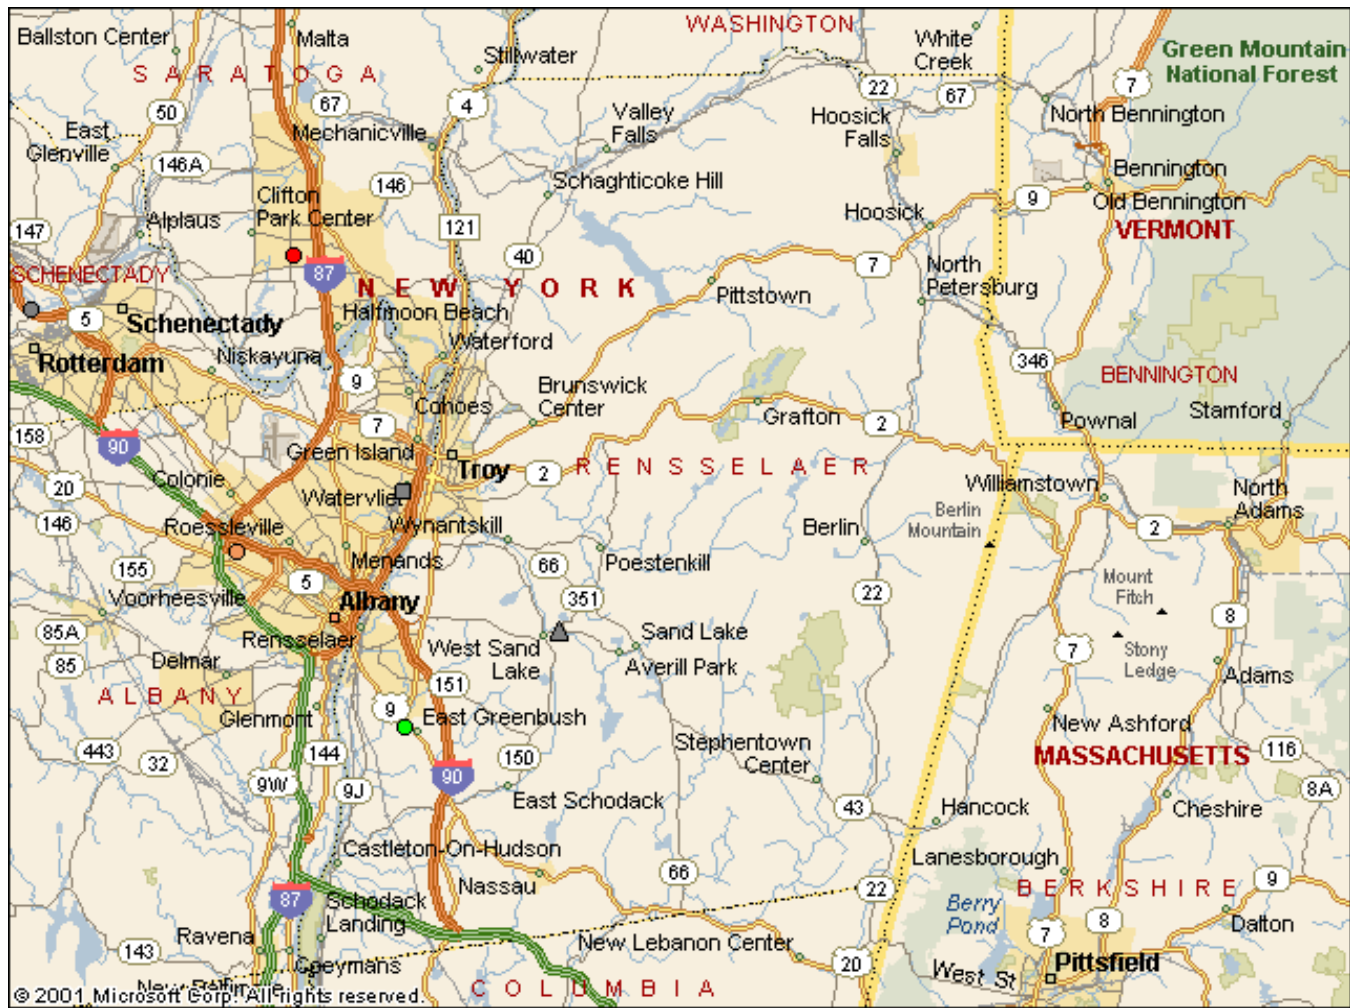 WASHINGTON
Ballston Center
Malta
Stillwater
White
Creek
Green Mountain
National Forest
SARATOGA
7
22
67
67
4
50
North Bennington
East
Glenville
Mechanicville
Valley
Falls
Hoosick
Falls
146A
Bennington
146
Schaghticoke Hill
Clifton
Park Center
9
Old Bennington
Alplaus
Hoosick
VERMONT
147
121
40
7
SCHENECTADY
87
NEW YORK
North
Petersburg
Pittstown
5
Schenectady
Halfmoon Beach
Waterford
Rotterdam
Niskayuna
346
BENNINGTON
9
Brunswick
Center
Cohoes
Grafton
Pownal
Stamford
158
90
7
2
Green Island
Troy
2
RENSSELAER
Colonie
20
Watervliet
Williamstown
North
Adams
146
Roessleville
Wynantskill
Berlin
Berlin
Mountain
2
Menands
66
Poestenkill
155
5
Mount
Fitch
Voorheesville
Albany
351
22
8
85A
Rensselaer
West Sand
Lake
Sand Lake
7
85
Delmar
Averill Park
Stony
Ledge
Adams
ALBANY
151
Glenmont
9
East Greenbush
New Ashford
443
144
150
Stephentown
Center
MASSACHUSETTS
116
32
9W
9J
90
8A
East Schodack
43
Hancock
Cheshire
Castleton-On-Hudson
Lanesborough
66
Nassau
22
BERKSHIRE
9
87
Schodack
Landing
Berry
Pond
8
Dalton
Ravena
7
143
New Lebanon Center
20
Coeymans
West St
Pittsfield
COLUMBIA
© 2001 Microsoft Corp. All rights reserved.